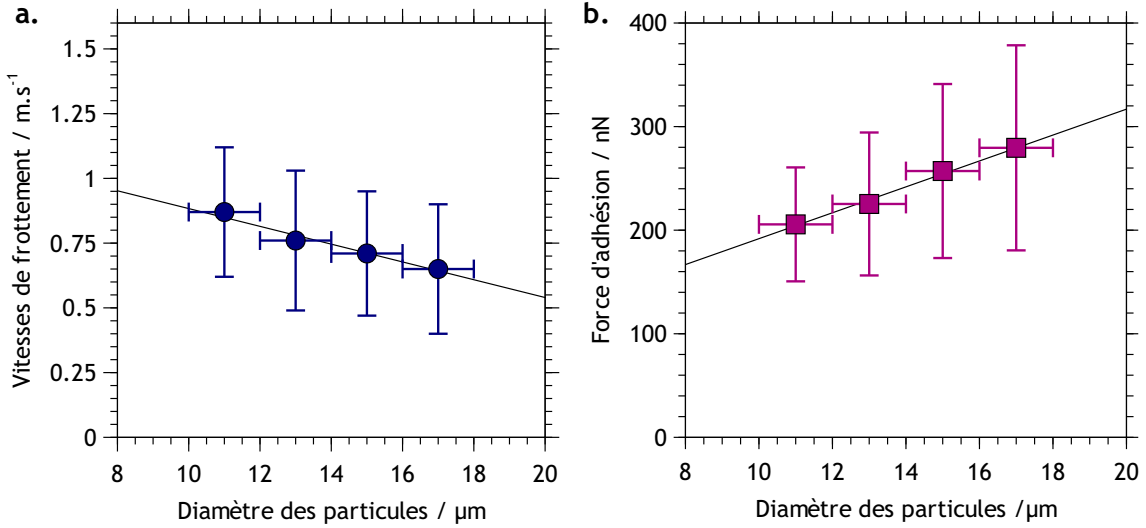 a.
Vitesses de frottement / m.s-1
1.5
1.25
1
0.75
0.5
0.25
0
8 10 12 14 16 18 20
Diamètre des particules / µm
b.
Force d'adhésion / nN
400
300
200
100
0
8 10 12 14 16 18 20
Diamètre des particules /µm